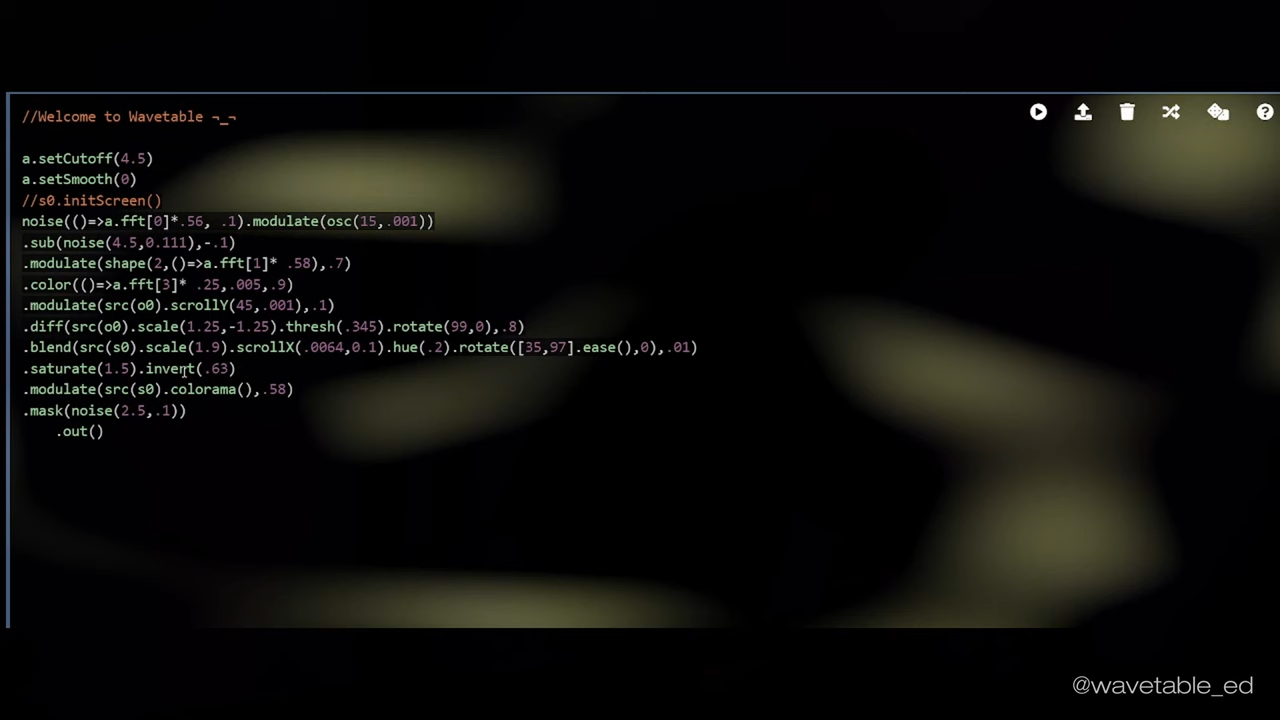 //Welcome to Wavetable ¬_¬
a.setCutoff(4.5)
a.setSmooth(0)
//s0.initScreen()
noise(()=>a.fft[0]*.56, .1).modulate(osc(15,.001))
.sub(noise(4.5,0.111),-.1)
.modulate(shape(2,()=>a.fft[1]* .58),.7)
.color(()=>a.fft[3]* .25,.005,.9)
.modulate(src(o0).scrollY(45,.001),.1)
.diff(src(o0).scale(1.25,-1.25).thresh(.345).rotate(99,0),.8)
.blend(src(s0).scale(1.9).scrollX(.0064,0.1).hue(.2).rotate([35,97].ease(),0),.01)
.saturate(1.5).invert(.63)
.modulate(src(s0).colorama(),.58)
.mask(noise(2.5,.1))
    .out()
@wavetable_ed